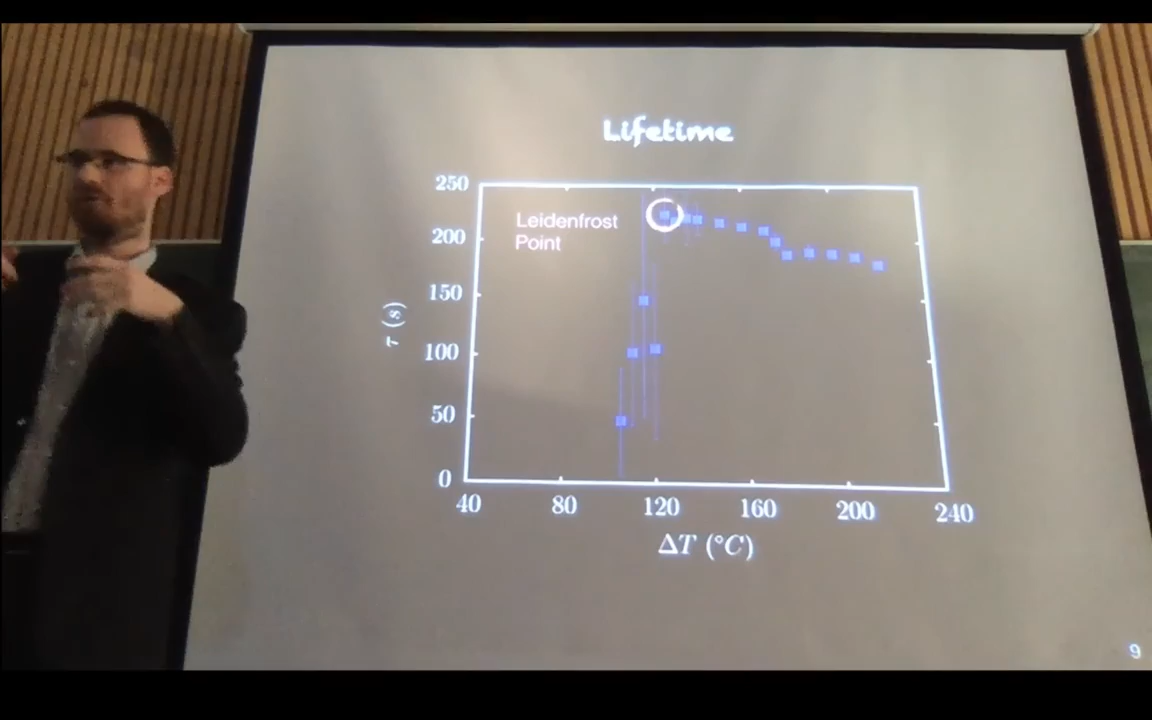 Lifetime
Leidenfrost
Point
250
200
150
100
50
0
τ (s)
40 80 120 160 200 240
ΔT (°C)
9